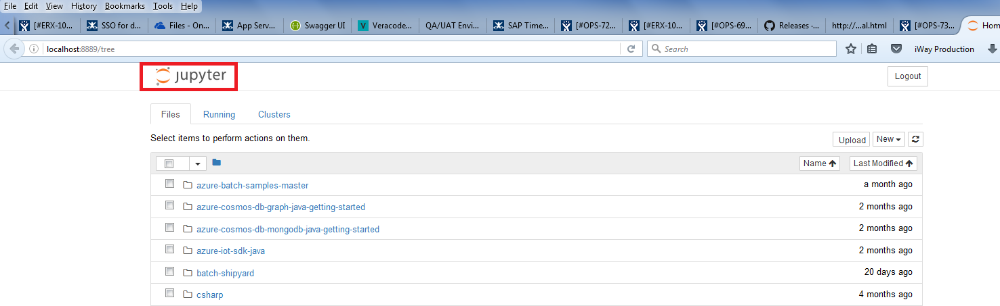 File Edit View History Bookmarks Tools Help
[#ERX-10... SSO for d... Files - On... App Serv... Swagger UI Veracode... QA/UAT Envi... SAP Time... [#OPS-72... [#ERX-10... [#OPS-69... Releases ·... http://...al.html [#OPS-73... Hom
localhost:8889/tree Search iWay Production
jupyter Logout
Files Running Clusters
Select items to perform actions on them. Upload New
Name Last Modified
azure-batch-samples-master a month ago
azure-cosmos-db-graph-java-getting-started 2 months ago
azure-cosmos-db-mongodb-java-getting-started 2 months ago
azure-iot-sdk-java 2 months ago
batch-shipyard 20 days ago
csharp 4 months ago